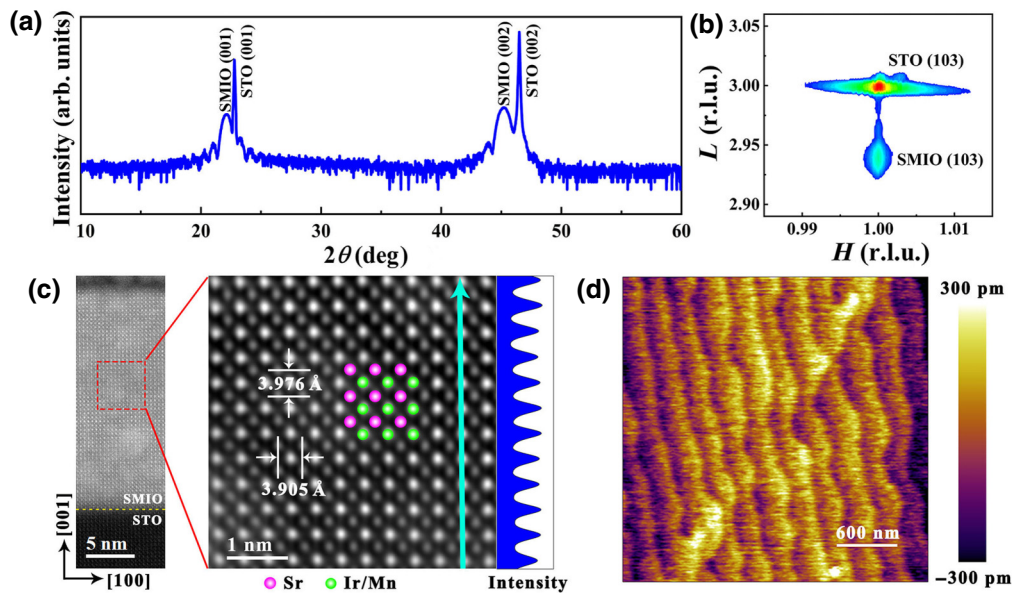 (a)
Intensity (arb. units)
SMIO (001)
STO (001)
SMIO (002)
STO (002)
10 20 30 40 50 60
2θ (deg)
(b)
3.05
3.00
2.95
2.90
L (r.l.u.)
STO (103)
SMIO (103)
0.99 1.00 1.01
H (r.l.u.)
(c)
SMIO
STO
5 nm
[001]
[100]
3.976 Å
3.905 Å
1 nm
Sr Ir/Mn
Intensity
(d)
600 nm
300 pm
−300 pm